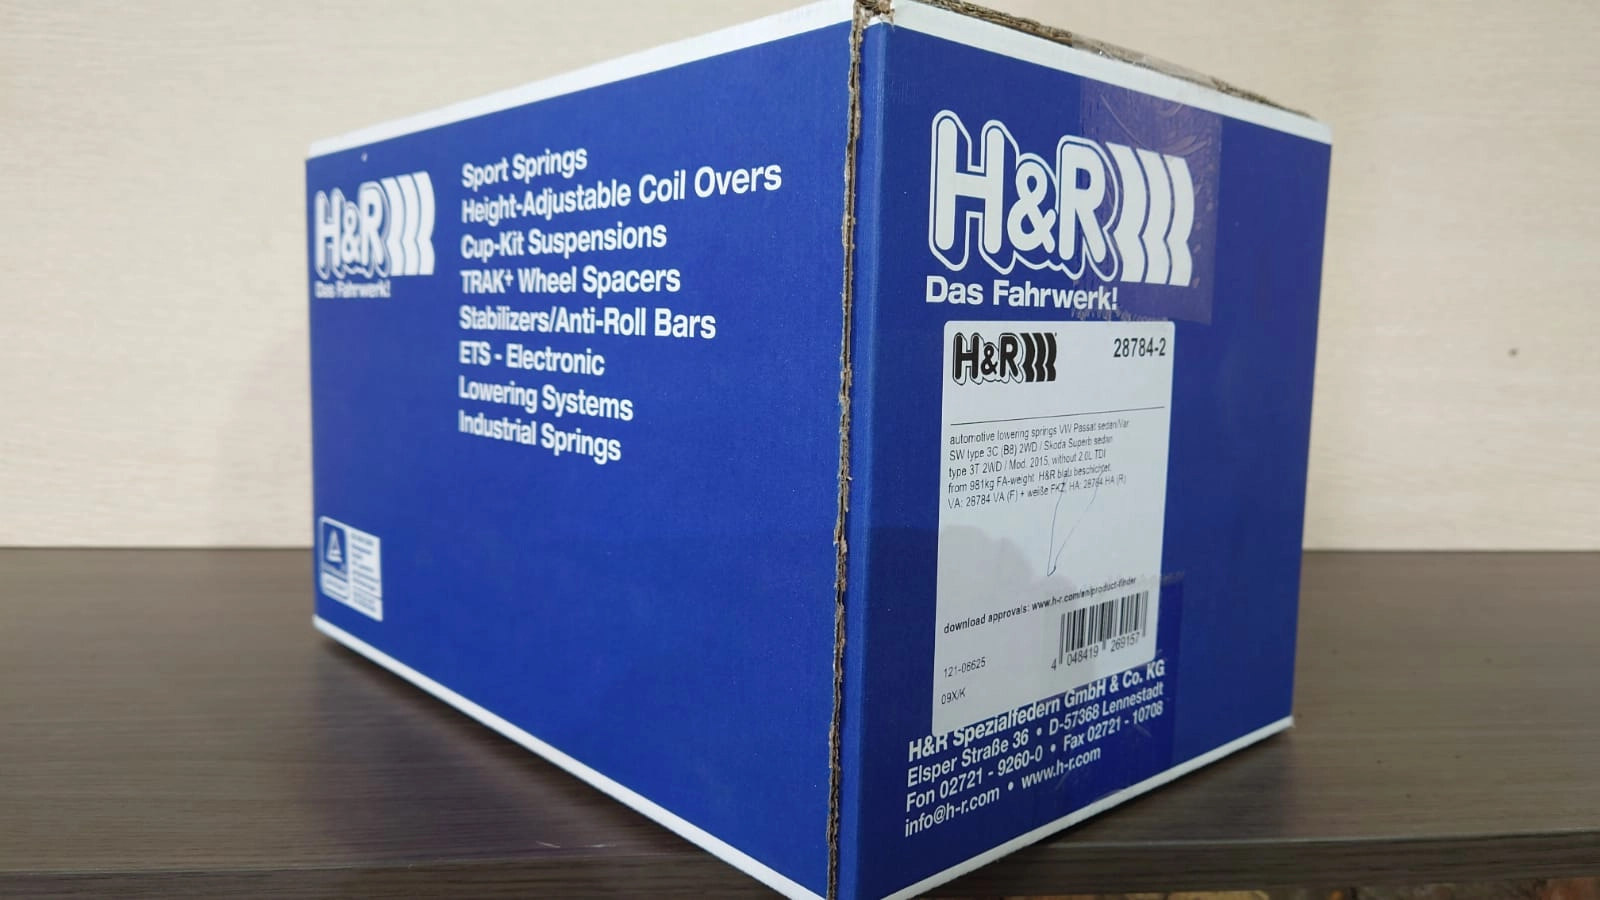 H&R
Das Fahrwerk!
Sport Springs
Height-Adjustable Coil Overs
Cup-Kit Suspensions
TRAK+ Wheel Spacers
Stabilizers/Anti-Roll Bars
ETS - Electronic
Lowering Systems
Industrial Springs
H&R
Das Fahrwerk!
H&R
28784-2
automotive lowering springs VW Passat sedan/Var.
SW type 3C (B8) 2WD / Skoda Superb sedan
type 3T 2WD / Mod. 2015, without 2.0L TDI
from 981kg FA-weight H&R blau beschichtet,
VA: 28784 VA (F) + weiße FKZ, HA: 28784 HA (R)
download approvals: www.h-r.com/en/product-finder
4 048419 269157
121-06625
09X/K
H&R Spezialfedern GmbH & Co. KG
Elsper Straße 36 • D-57368 Lennestadt
Fon 02721 - 9260-0 • Fax 02721 - 10708
info@h-r.com • www.h-r.com